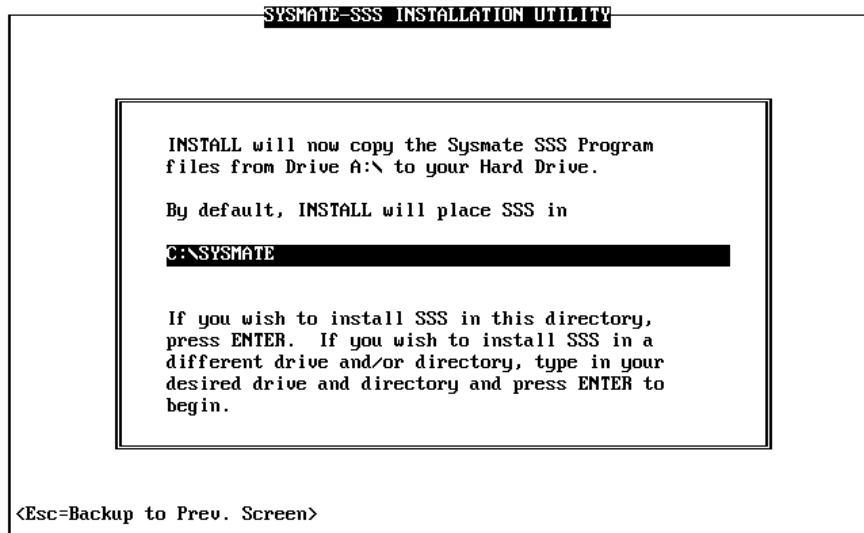 SYSMATE-SSS INSTALLATION UTILITY
INSTALL will now copy the Sysmate SSS Program
files from Drive A:\ to your Hard Drive.
By default, INSTALL will place SSS in
C:\SYSMATE
If you wish to install SSS in this directory,
press ENTER.  If you wish to install SSS in a
different drive and/or directory, type in your
desired drive and directory and press ENTER to
begin.
<Esc=Backup to Prev. Screen>